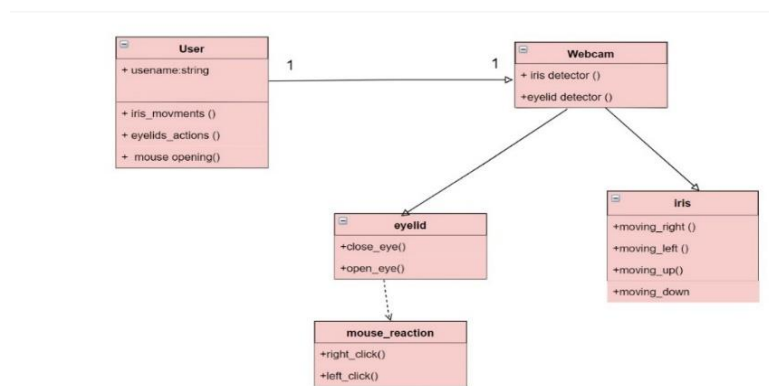 User
+ usename:string
+ iris_movments ()
+ eyelids_actions ()
+ mouse opening()
1
1
Webcam
+ iris detector ()
+eyelid detector ()
eyelid
+close_eye()
+open_eye()
iris
+moving_right ()
+moving_left ()
+moving_up()
+moving_down
mouse_reaction
+right_click()
+left_click()